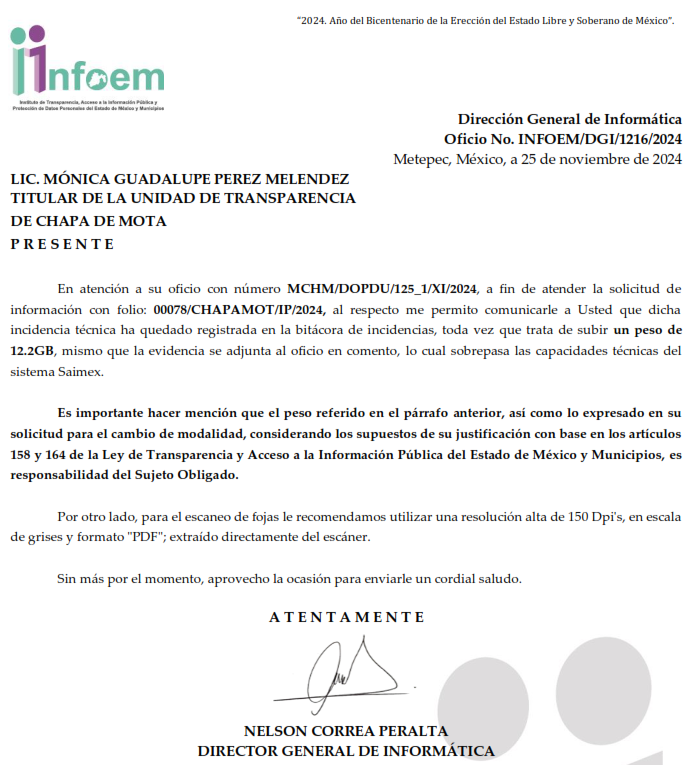 “2024. Año del Bicentenario de la Erección del Estado Libre y Soberano de México”.
infoem
Instituto de Transparencia, Acceso a la Información Pública y
Protección de Datos Personales del Estado de México y Municipios
Dirección General de Informática
Oficio No. INFOEM/DGI/1216/2024
Metepec, México, a 25 de noviembre de 2024
LIC. MÓNICA GUADALUPE PEREZ MELENDEZ
TITULAR DE LA UNIDAD DE TRANSPARENCIA
DE CHAPA DE MOTA
P R E S E N T E
En atención a su oficio con número MCHM/DOPDU/125_1/XI/2024, a fin de atender la solicitud de
información con folio: 00078/CHAPAMOT/IP/2024, al respecto me permito comunicarle a Usted que dicha
incidencia técnica ha quedado registrada en la bitácora de incidencias, toda vez que trata de subir un peso de
12.2GB, mismo que la evidencia se adjunta al oficio en comento, lo cual sobrepasa las capacidades técnicas del
sistema Saimex.
Es importante hacer mención que el peso referido en el párrafo anterior, así como lo expresado en su
solicitud para el cambio de modalidad, considerando los supuestos de su justificación con base en los artículos
158 y 164 de la Ley de Transparencia y Acceso a la Información Pública del Estado de México y Municipios, es
responsabilidad del Sujeto Obligado.
Por otro lado, para el escaneo de fojas le recomendamos utilizar una resolución alta de 150 Dpi's, en escala
de grises y formato "PDF"; extraído directamente del escáner.
Sin más por el momento, aprovecho la ocasión para enviarle un cordial saludo.
A T E N T A M E N T E
NELSON CORREA PERALTA
DIRECTOR GENERAL DE INFORMÁTICA